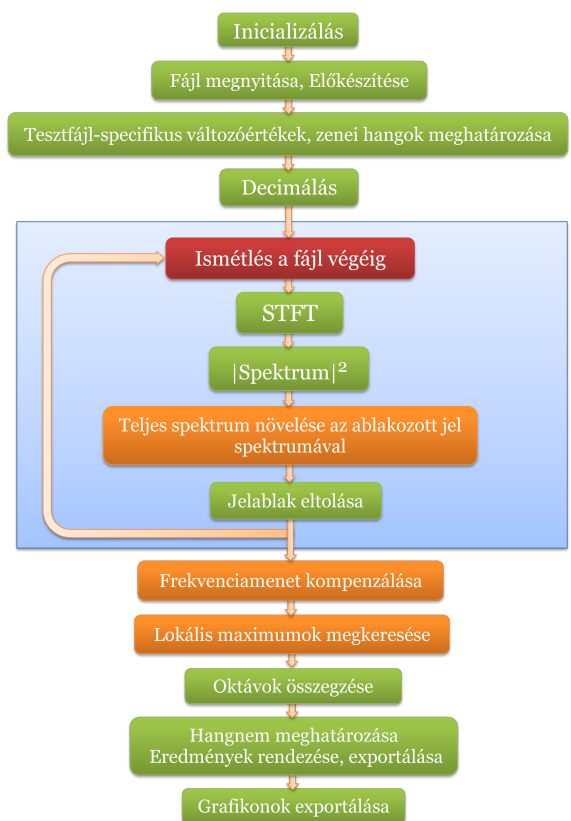 Inicializálás
Fájl megnyitása, Előkészítése
Tesztfájl-specifikus változóértékek, zenei hangok meghatározása
Decimálás
Ismétlés a fájl végéig
STFT
|Spektrum|²
Teljes spektrum növelése az ablakozott jel
spektrumával
Jelablak eltolása
Frekvenciamenet kompenzálása
Lokális maximumok megkeresése
Oktávok összegzése
Hangnem meghatározása
Eredmények rendezése, exportálása
Grafikonok exportálása